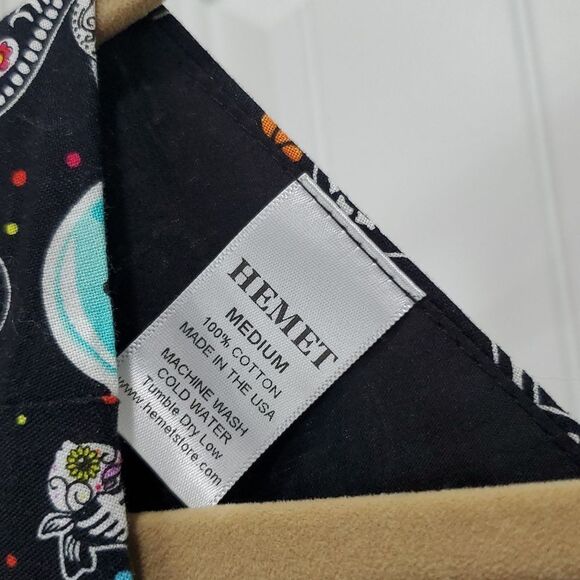 HEMET
MEDIUM
100% COTTON
MADE IN THE USA
MACHINE WASH
COLD WATER
Tumble Dry Low
www.hemetstore.com